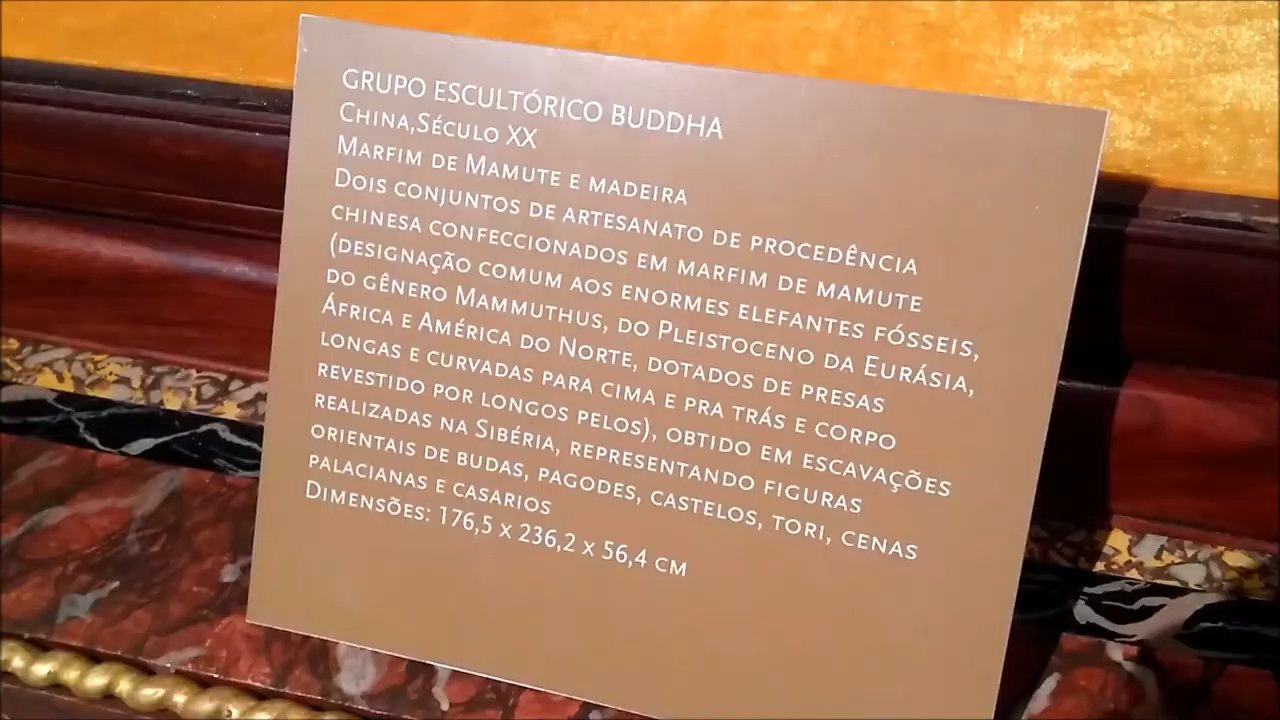 GRUPO ESCULTÓRICO BUDDHA
CHINA,SÉCULO XX
MARFIM DE MAMUTE E MADEIRA
DOIS CONJUNTOS DE ARTESANATO DE PROCEDÊNCIA
CHINESA CONFECCIONADOS EM MARFIM DE MAMUTE
(DESIGNAÇÃO COMUM AOS ENORMES ELEFANTES FÓSSEIS,
DO GÊNERO MAMMUTHUS, DO PLEISTOCENO DA EURÁSIA,
ÁFRICA E AMÉRICA DO NORTE, DOTADOS DE PRESAS
LONGAS E CURVADAS PARA CIMA E PRA TRÁS E CORPO
REVESTIDO POR LONGOS PELOS), OBTIDO EM ESCAVAÇÕES
REALIZADAS NA SIBÉRIA, REPRESENTANDO FIGURAS
ORIENTAIS DE BUDAS, PAGODES, CASTELOS, TORI, CENAS
PALACIANAS E CASARIOS
DIMENSÕES: 176,5 X 236,2 X 56,4 CM